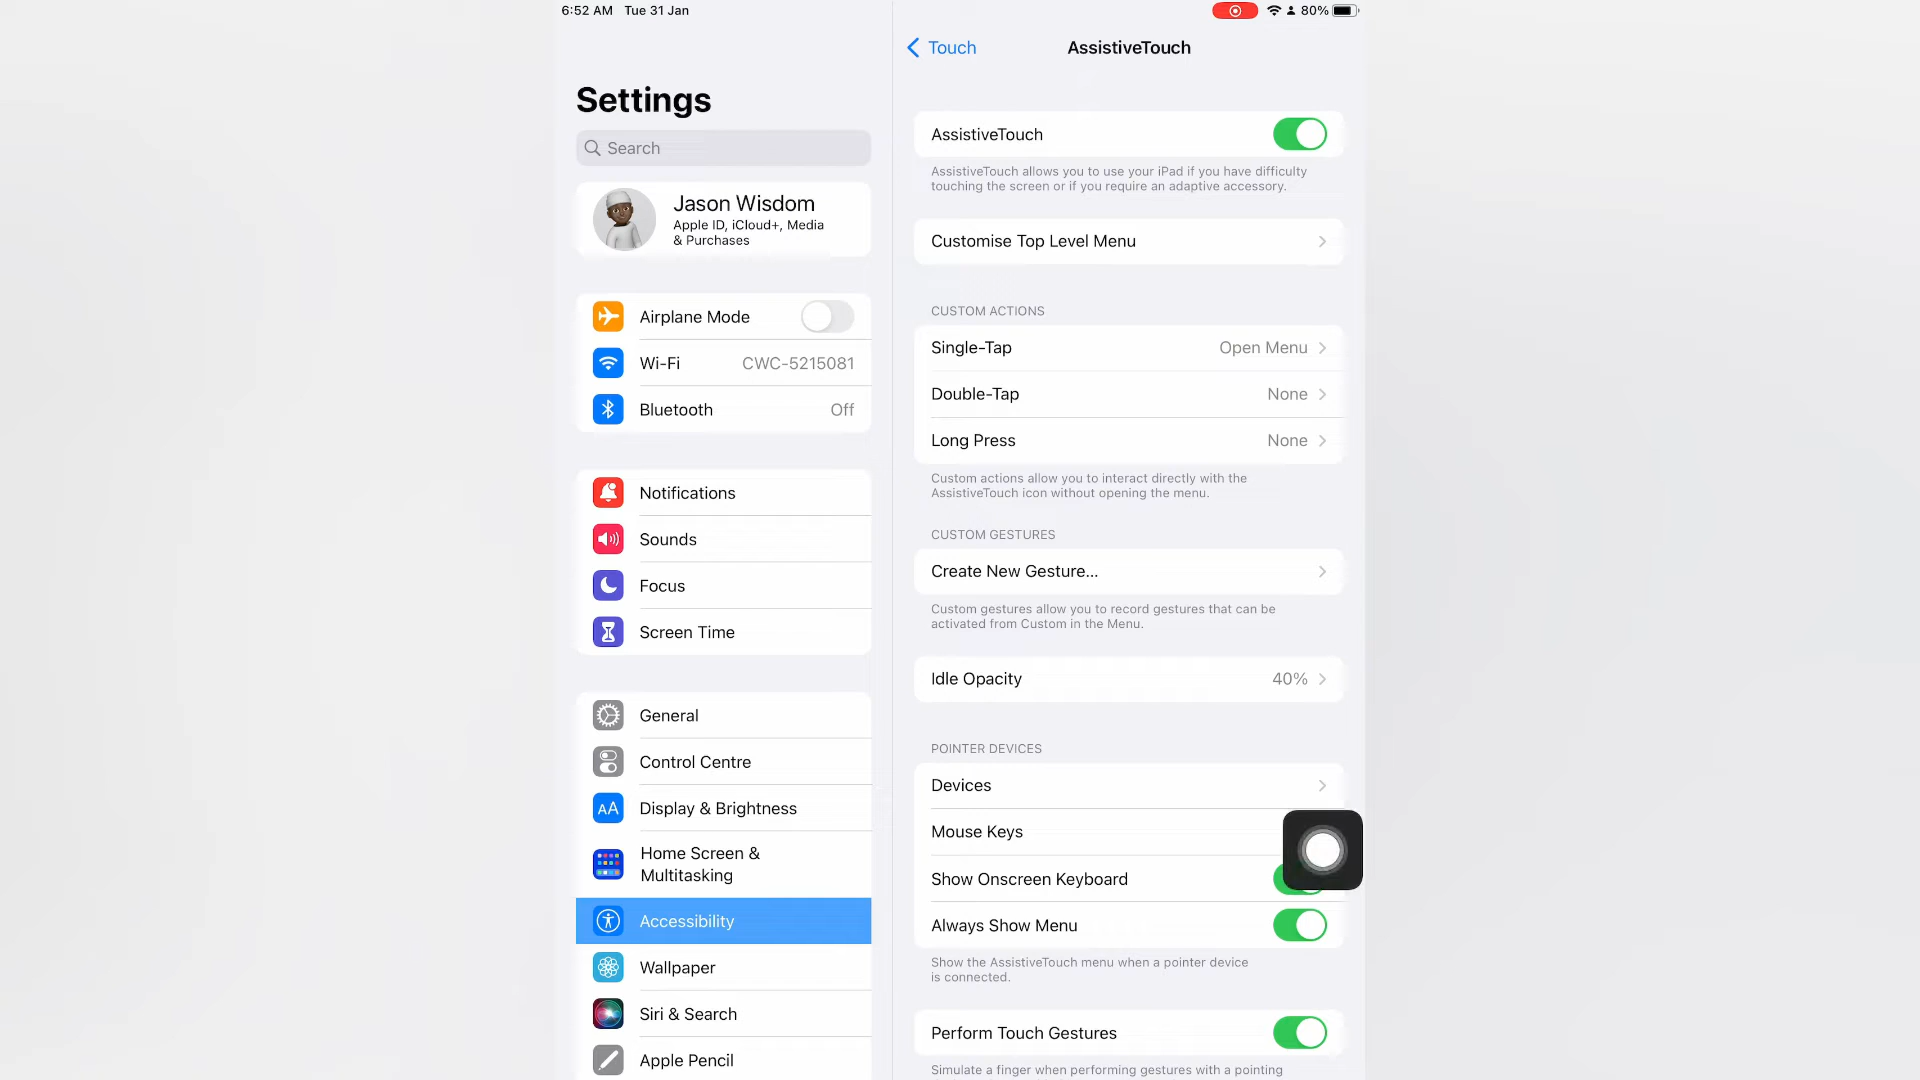 6:52 AM Tue 31 Jan
80%
Settings
Search
Jason Wisdom
Apple ID, iCloud+, Media
& Purchases
Airplane Mode
Wi-Fi CWC-5215081
Bluetooth Off
Notifications
Sounds
Focus
Screen Time
General
Control Centre
AA Display & Brightness
Home Screen &
Multitasking
Accessibility
Wallpaper
Siri & Search
Apple Pencil
Touch
AssistiveTouch
AssistiveTouch
AssistiveTouch allows you to use your iPad if you have difficulty
touching the screen or if you require an adaptive accessory.
Customise Top Level Menu
CUSTOM ACTIONS
Single-Tap Open Menu
Double-Tap None
Long Press None
Custom actions allow you to interact directly with the
AssistiveTouch icon without opening the menu.
CUSTOM GESTURES
Create New Gesture...
Custom gestures allow you to record gestures that can be
activated from Custom in the Menu.
Idle Opacity 40%
POINTER DEVICES
Devices
Mouse Keys
Show Onscreen Keyboard
Always Show Menu
Show the AssistiveTouch menu when a pointer device
is connected.
Perform Touch Gestures
Simulate a finger when performing gestures with a pointing